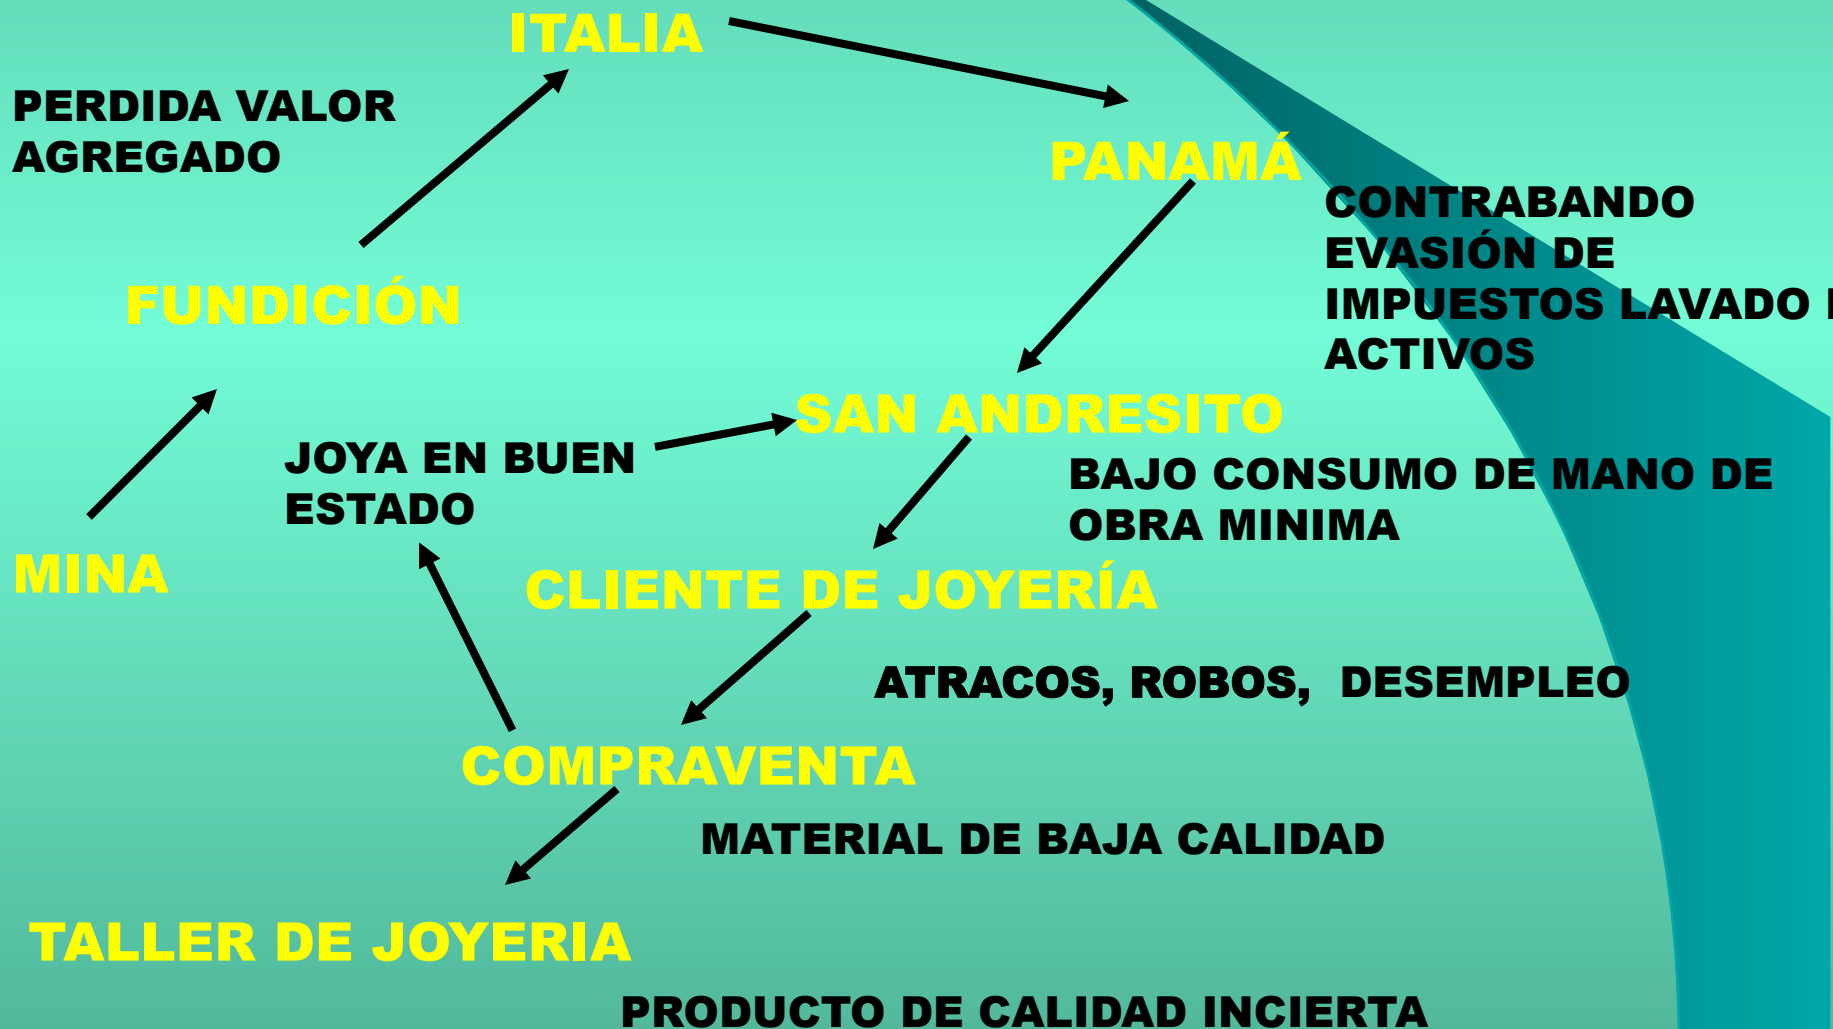 ITALIA
PERDIDA VALOR
AGREGADO
PANAMÁ
CONTRABANDO
EVASIÓN DE
IMPUESTOS LAVADO
ACTIVOS
FUNDICIÓN
SAN ANDRESITO
JOYA EN BUEN
ESTADO
BAJO CONSUMO DE MANO DE
OBRA MINIMA
MINA
CLIENTE DE JOYERÍA
ATRACOS, ROBOS, DESEMPLEO
COMPRAVENTA
MATERIAL DE BAJA CALIDAD
TALLER DE JOYERIA
PRODUCTO DE CALIDAD INCIERTA